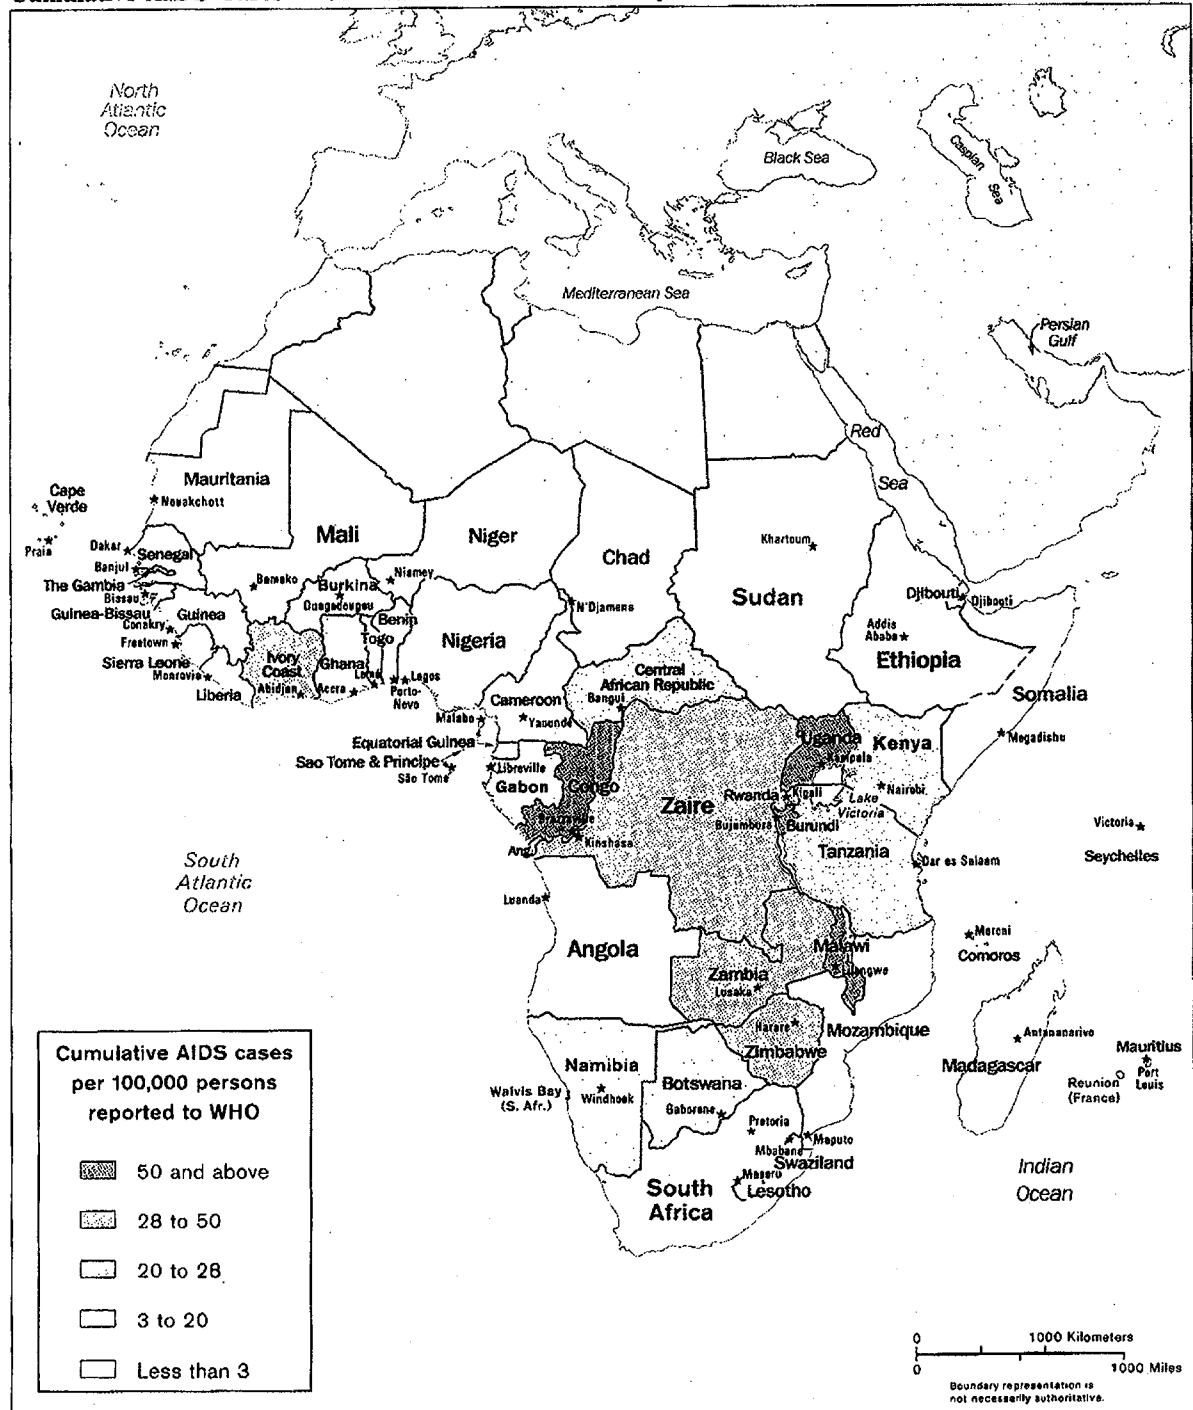 North
Atlantic
Ocean
Black Sea
Caspian
Sea
Mediterranean Sea
Persian
Gulf
Red
Sea
Mauritania
Nouakchott
Cape
Verde
Praia
Mali
Niger
Chad
Sudan
Khartoum
Dakar
Senegal
Banjul
The Gambia
Bissau
Guinea-Bissau
Bamako
Burkina
Ouagadougou
Niamey
N'Djamena
Djibouti
Djibouti
Addis
Ababa
Ethiopia
Guinea
Conakry
Freetown
Sierra Leone
Monrovia
Liberia
Ivory
Coast
Abidjan
Ghana
Accra
Togo
Lomé
Benin
Porto-
Novo
Lagos
Nigeria
Central
African Republic
Bangui
Cameroon
Yaounde
Malabo
Equatorial Guinea
Sao Tome & Principe
São Tomé
Libreville
Gabon
Congo
Brazzaville
Kinshasa
Zaire
Uganda
Kampala
Kenya
Nairobi
Somalia
Mogadishu
Rwanda
Kigali
Lake
Victoria
Bujumbura
Burundi
Tanzania
Dar es Salaam
Victoria
Seychelles
South
Atlantic
Ocean
Ang.
Luanda
Angola
Zambia
Lusaka
Malawi
Lilongwe
Moroni
Comoros
Harare
Zimbabwe
Mozambique
Antananarivo
Madagascar
Mauritius
Port
Louis
Reunion
(France)
Namibia
Windhoek
Walvis Bay
(S. Afr.)
Botswana
Gaborone
Pretoria
Maputo
Mbabane
Swaziland
Maseru
Lesotho
South
Africa
Indian
Ocean
Cumulative AIDS cases
per 100,000 persons
reported to WHO
50 and above
28 to 50
20 to 28
3 to 20
Less than 3
0 1000 Kilometers
0 1000 Miles
Boundary representation is
not necessarily authoritative.